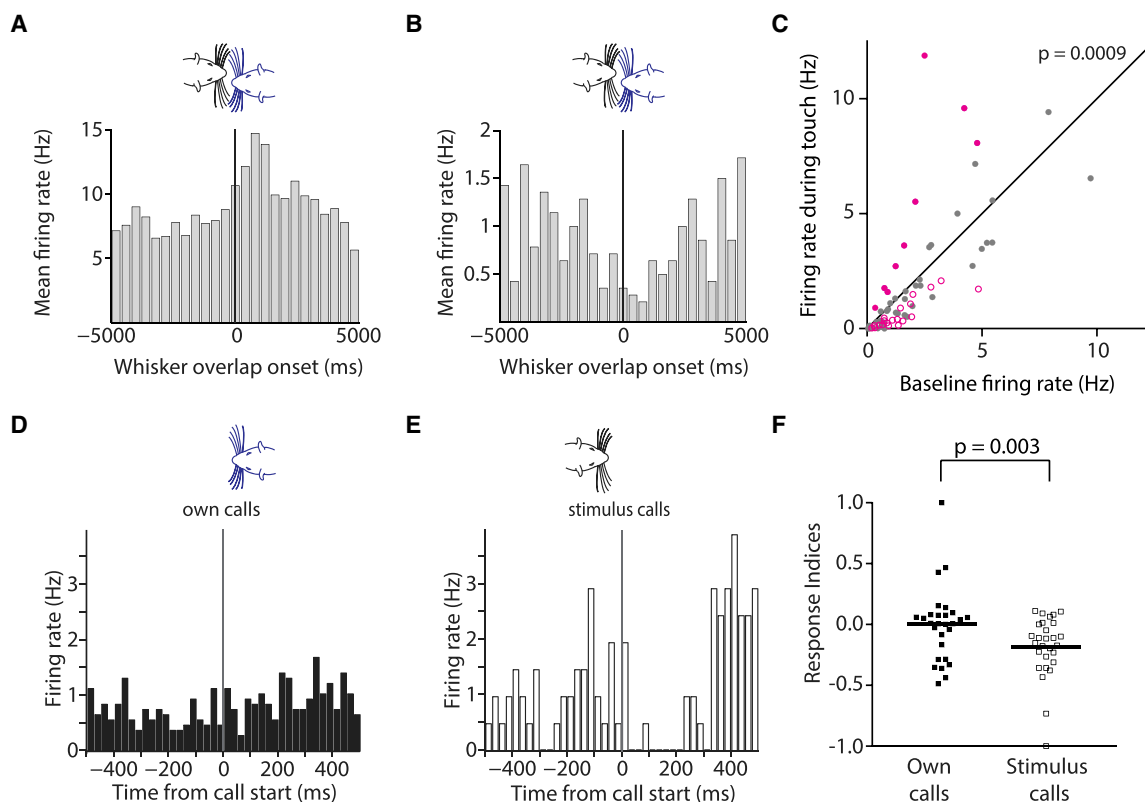 A
Mean firing rate (Hz)
15
10
5
−5000
0
5000
Whisker overlap onset (ms)
B
Mean firing rate (Hz)
2
1.5
1
0.5
−5000
0
5000
Whisker overlap onset (ms)
C
p = 0.0009
Firing rate during touch (Hz)
10
5
0
0
5
10
Baseline firing rate (Hz)
D
own calls
Firing rate (Hz)
3
2
1
0
−400
−200
0
200
400
Time from call start (ms)
E
stimulus calls
Firing rate (Hz)
3
2
1
0
−400
−200
0
200
400
Time from call start (ms)
F
p = 0.003
Response Indices
1.0
0.5
0.0
-0.5
-1.0
Own
calls
Stimulus
calls